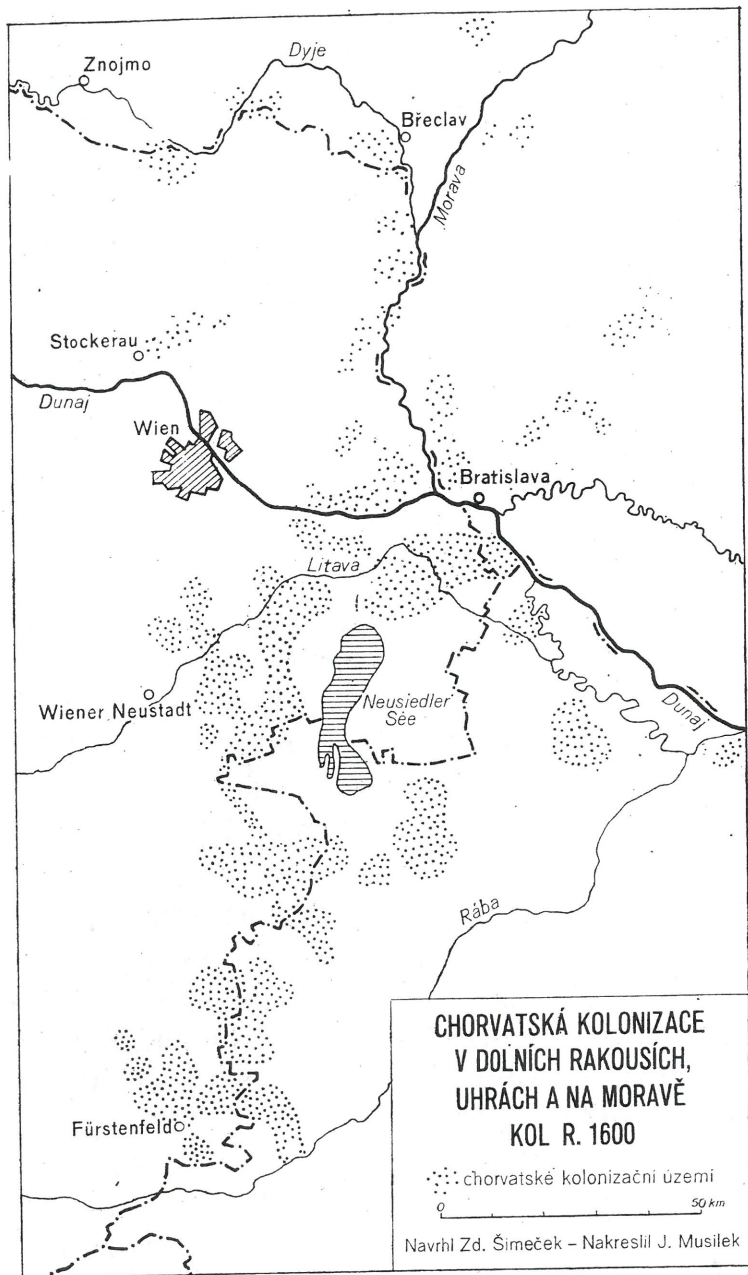 Znojmo
Dyje
Břeclav
Morava
Stockerau
Dunaj
Wien
Bratislava
Litava
Wiener Neustadt
Neusiedler
See
Dunaj
Rába
Fürstenfeld
CHORVATSKÁ KOLONIZACE
V DOLNÍCH RAKOUSÍCH,
UHRÁCH A NA MORAVĚ
KOL R. 1600
chorvatské kolonizační území
0 50 km
Navrhl Zd. Šimeček – Nakreslil J. Musilek